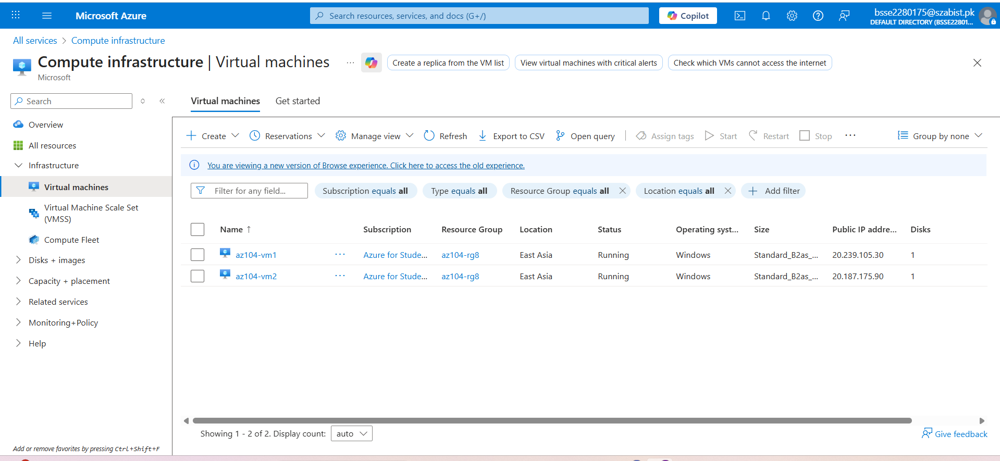 Microsoft Azure
Search resources, services, and docs (G+/)
Copilot
bsse2280175@szabist.pk
DEFAULT DIRECTORY (BSSE22801...
All services > Compute infrastructure
Compute infrastructure | Virtual machines
...
Create a replica from the VM list
View virtual machines with critical alerts
Check which VMs cannot access the internet
Microsoft
Search
Overview
All resources
Infrastructure
Virtual machines
Virtual Machine Scale Set
(VMSS)
Compute Fleet
Disks + images
Capacity + placement
Related services
Monitoring+Policy
Help
Add or remove favorites by pressing Ctrl+Shift+F
Virtual machines Get started
Create Reservations Manage view Refresh Export to CSV Open query Assign tags Start Restart Stop ... Group by none
You are viewing a new version of Browse experience. Click here to access the old experience.
Filter for any field... Subscription equals all Type equals all Resource Group equals all Location equals all Add filter
Name ↑ Subscription Resource Group Location Status Operating syst... Size Public IP addre... Disks
az104-vm1 ... Azure for Stude... az104-rg8 East Asia Running Windows Standard_B2as_... 20.239.105.30 1
az104-vm2 ... Azure for Stude... az104-rg8 East Asia Running Windows Standard_B2as_... 20.187.175.90 1
Showing 1 - 2 of 2. Display count: auto
Give feedback